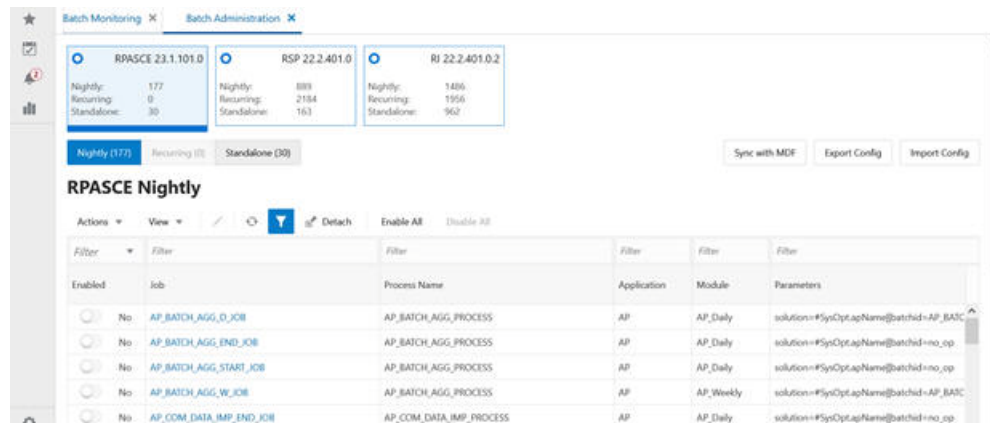 Batch Monitoring ✕ Batch Administration ✕
RPASCE 23.1.101.0 RSP 22.2.401.0 RI 22.2.401.0.2
2
Nightly: 177 Nightly: 889 Nightly: 1486
Recurring: 0 Recurring: 2184 Recurring: 1956
Standalone: 30 Standalone: 163 Standalone: 962
Nightly (177) Recurring (0) Standalone (30) Sync with MDF Export Config Import Config
RPASCE Nightly
Actions View Detach Enable All Disable All
Filter Filter Filter Filter Filter Filter
Enabled Job Process Name Application Module Parameters
No AP_BATCH_AGG_D_JOB AP_BATCH_AGG_PROCESS AP AP_Daily solution=#SysOpt.apName@batchid=AP_BATC
No AP_BATCH_AGG_END_JOB AP_BATCH_AGG_PROCESS AP AP_Daily solution=#SysOpt.apName@batchid=no_op
No AP_BATCH_AGG_START_JOB AP_BATCH_AGG_PROCESS AP AP_Daily solution=#SysOpt.apName@batchid=no_op
No AP_BATCH_AGG_W_JOB AP_BATCH_AGG_PROCESS AP AP_Weekly solution=#SysOpt.apName@batchid=AP_BATC
No AP_COM_DATA_IMP_END_JOB AP_COM_DATA_IMP_PROCESS AP AP_Daily solution=#SysOpt.apName@batchid=no_op